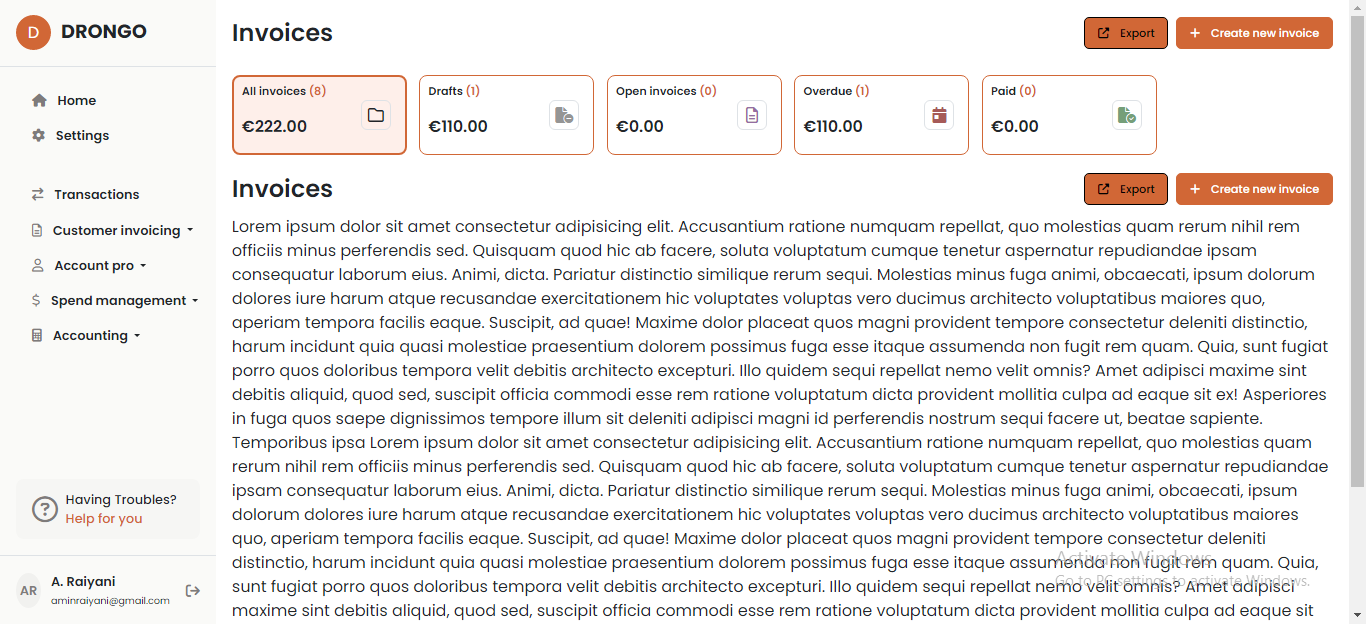 D DRONGO
Home
Settings
Transactions
Customer invoicing
Account pro
Spend management
Accounting
Having Troubles?
Help for you
AR
A. Raiyani
aminraiyani@gmail.com
Invoices
Export
Create new invoice
All invoices (8)
€222.00
Drafts (1)
€110.00
Open invoices (0)
€0.00
Overdue (1)
€110.00
Paid (0)
€0.00
Invoices
Export
Create new invoice
Lorem ipsum dolor sit amet consectetur adipisicing elit. Accusantium ratione numquam repellat, quo molestias quam rerum nihil rem
officiis minus perferendis sed. Quisquam quod hic ab facere, soluta voluptatum cumque tenetur aspernatur repudiandae ipsam
consequatur laborum eius. Animi, dicta. Pariatur distinctio similique rerum sequi. Molestias minus fuga animi, obcaecati, ipsum dolorum
dolores iure harum atque recusandae exercitationem hic voluptates voluptas vero ducimus architecto voluptatibus maiores quo,
aperiam tempora facilis eaque. Suscipit, ad quae! Maxime dolor placeat quos magni provident tempore consectetur deleniti distinctio,
harum incidunt quia quasi molestiae praesentium dolorem possimus fuga esse itaque assumenda non fugit rem quam. Quia, sunt fugiat
porro quos doloribus tempora velit debitis architecto excepturi. Illo quidem sequi repellat nemo velit omnis? Amet adipisci maxime sint
debitis aliquid, quod sed, suscipit officia commodi esse rem ratione voluptatum dicta provident mollitia culpa ad eaque sit ex! Asperiores
in fuga quos saepe dignissimos tempore illum sit deleniti adipisci magni id perferendis nostrum sequi facere ut, beatae sapiente.
Temporibus ipsa Lorem ipsum dolor sit amet consectetur adipisicing elit. Accusantium ratione numquam repellat, quo molestias quam
rerum nihil rem officiis minus perferendis sed. Quisquam quod hic ab facere, soluta voluptatum cumque tenetur aspernatur repudiandae
ipsam consequatur laborum eius. Animi, dicta. Pariatur distinctio similique rerum sequi. Molestias minus fuga animi, obcaecati, ipsum
dolorum dolores iure harum atque recusandae exercitationem hic voluptates voluptas vero ducimus architecto voluptatibus maiores
quo, aperiam tempora facilis eaque. Suscipit, ad quae! Maxime dolor placeat quos magni provident tempore consectetur deleniti
distinctio, harum incidunt quia quasi molestiae praesentium dolorem possimus fuga esse itaque assumenda non fugit rem quam. Quia,
sunt fugiat porro quos doloribus tempora velit debitis architecto excepturi. Illo quidem sequi repellat nemo velit omnis? Amet adipisci
maxime sint debitis aliquid, quod sed, suscipit officia commodi esse rem ratione voluptatum dicta provident mollitia culpa ad eaque sit
Activate Windows
Go to PC settings to activate Windows.